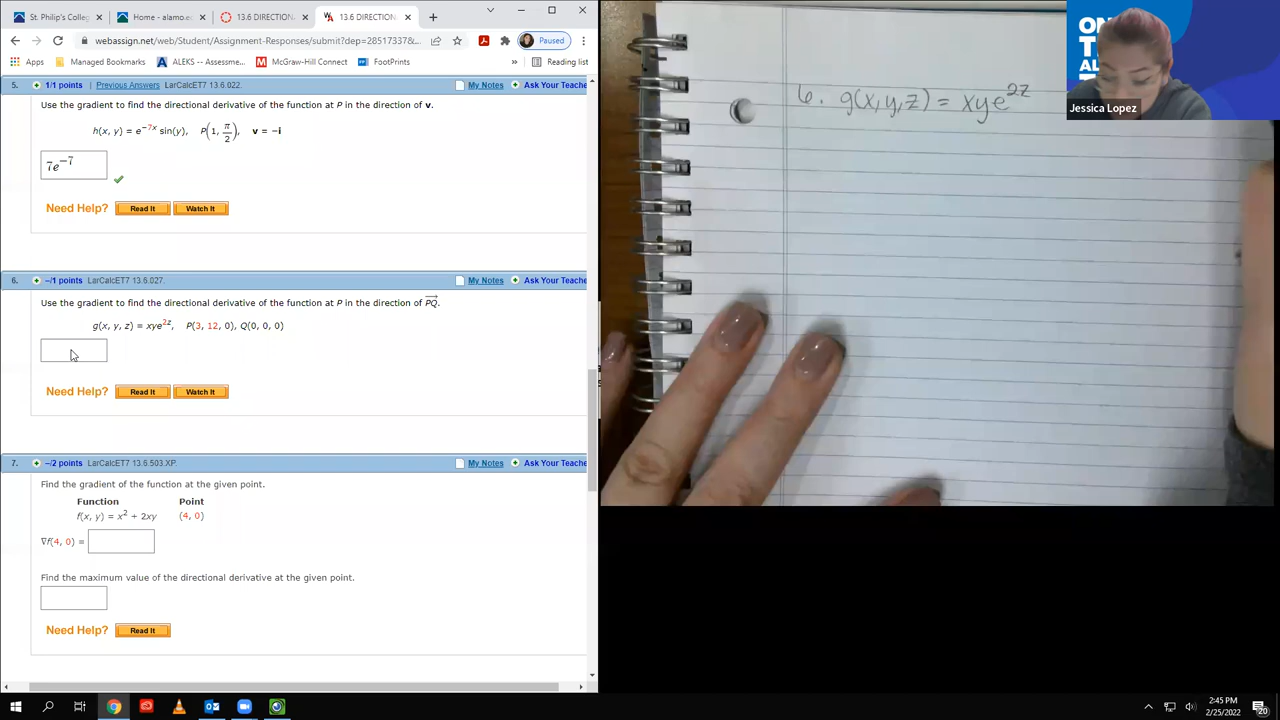 St. Philip's College
Home - alamo.e
13.6 DIRECTION
13.6 DIRECTION
webassign.net/web/Student/Assignment-Responses/submit?dep=28517337&
Paused
Apps
Managed Bookmarks
ALEKS -- Assessme...
McGraw-Hill Connect
FootPrints
»
Reading list
5. 1/1 points Previous Answers LarCalcET7 13.6.022.
My Notes
Ask Your Teache
Use the gradient to find the directional derivative of the function at P in the direction of v.
h(x, y) = e^−7x sin(y), P(1, π/2), v = −i
7e^−7
Need Help? Read It Watch It
6. –/1 points LarCalcET7 13.6.027.
My Notes
Ask Your Teache
Use the gradient to find the directional derivative of the function at P in the direction of PQ.
g(x, y, z) = xye^2z, P(3, 12, 0), Q(0, 0, 0)
Need Help? Read It Watch It
7. –/2 points LarCalcET7 13.6.503.XP.
My Notes
Ask Your Teache
Find the gradient of the function at the given point.
Function Point
f(x, y) = x² + 2xy (4, 0)
∇f(4, 0) =
Find the maximum value of the directional derivative at the given point.
Need Help? Read It
6. g(x,y,z) = xye^2z
Jessica Lopez
2:45 PM
2/25/2022
20